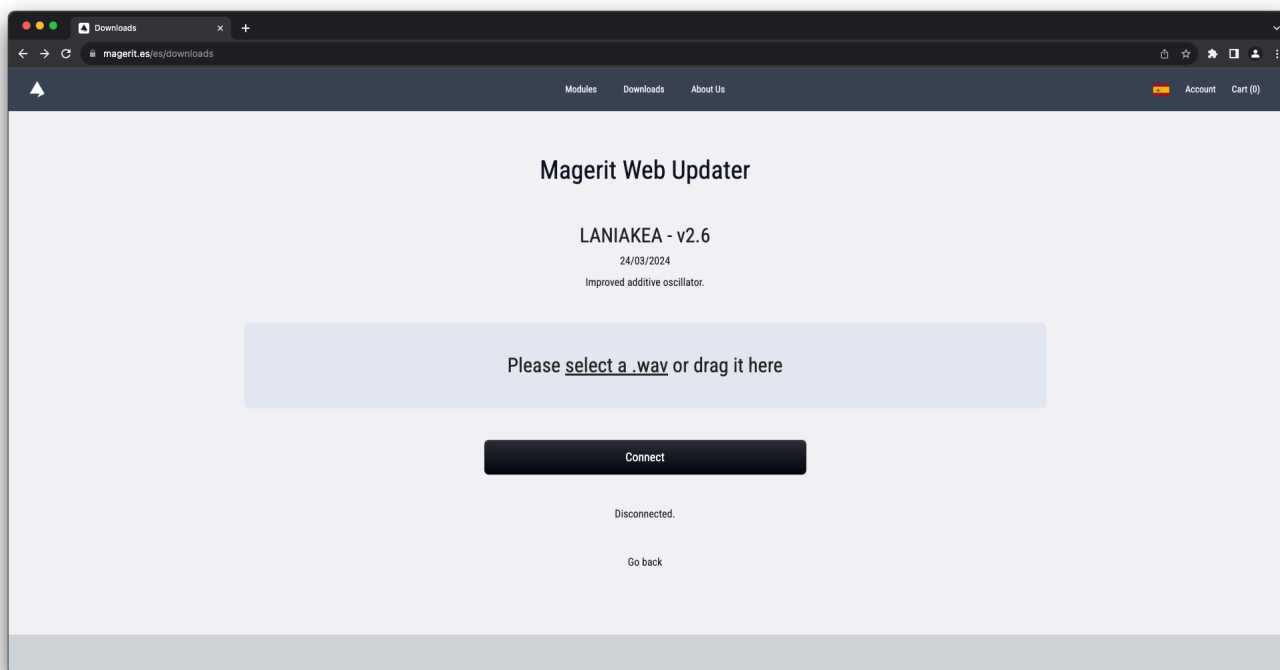 Downloads
magerit.es/es/downloads
Modules Downloads About Us Account Cart (0)
Magerit Web Updater
LANIAKEA - v2.6
24/03/2024
Improved additive oscillator.
Please select a .wav or drag it here
Connect
Disconnected.
Go back